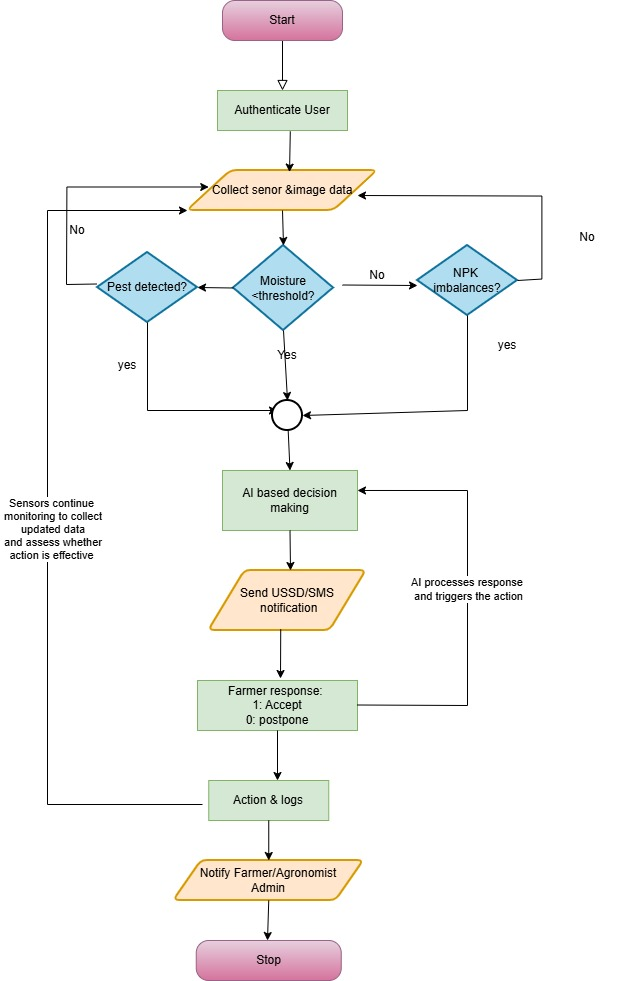 Start
Authenticate User
Collect senor &image data
No
No
Pest detected?
Moisture
<threshold?
No
NPK
imbalances?
yes
Yes
yes
AI based decision
making
Sensors continue
monitoring to collect
updated data
and assess whether
action is effective
Send USSD/SMS
notification
AI processes response
and triggers the action
Farmer response:
1: Accept
0: postpone
Action & logs
Notify Farmer/Agronomist
Admin
Stop